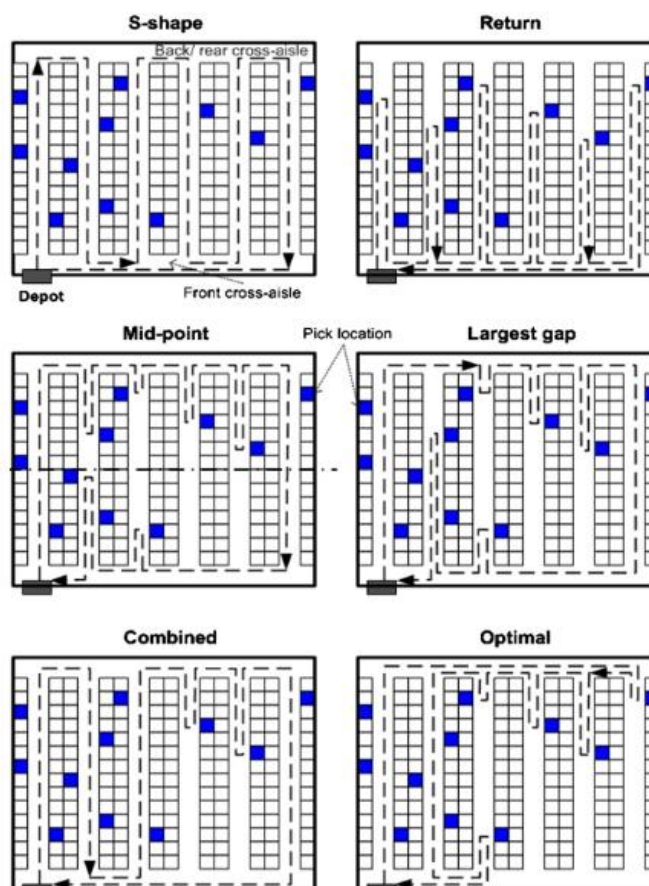 S-shape
Return
Back/ rear cross-aisle
Depot
Front cross-aisle
Mid-point
Pick location
Largest gap
Combined
Optimal